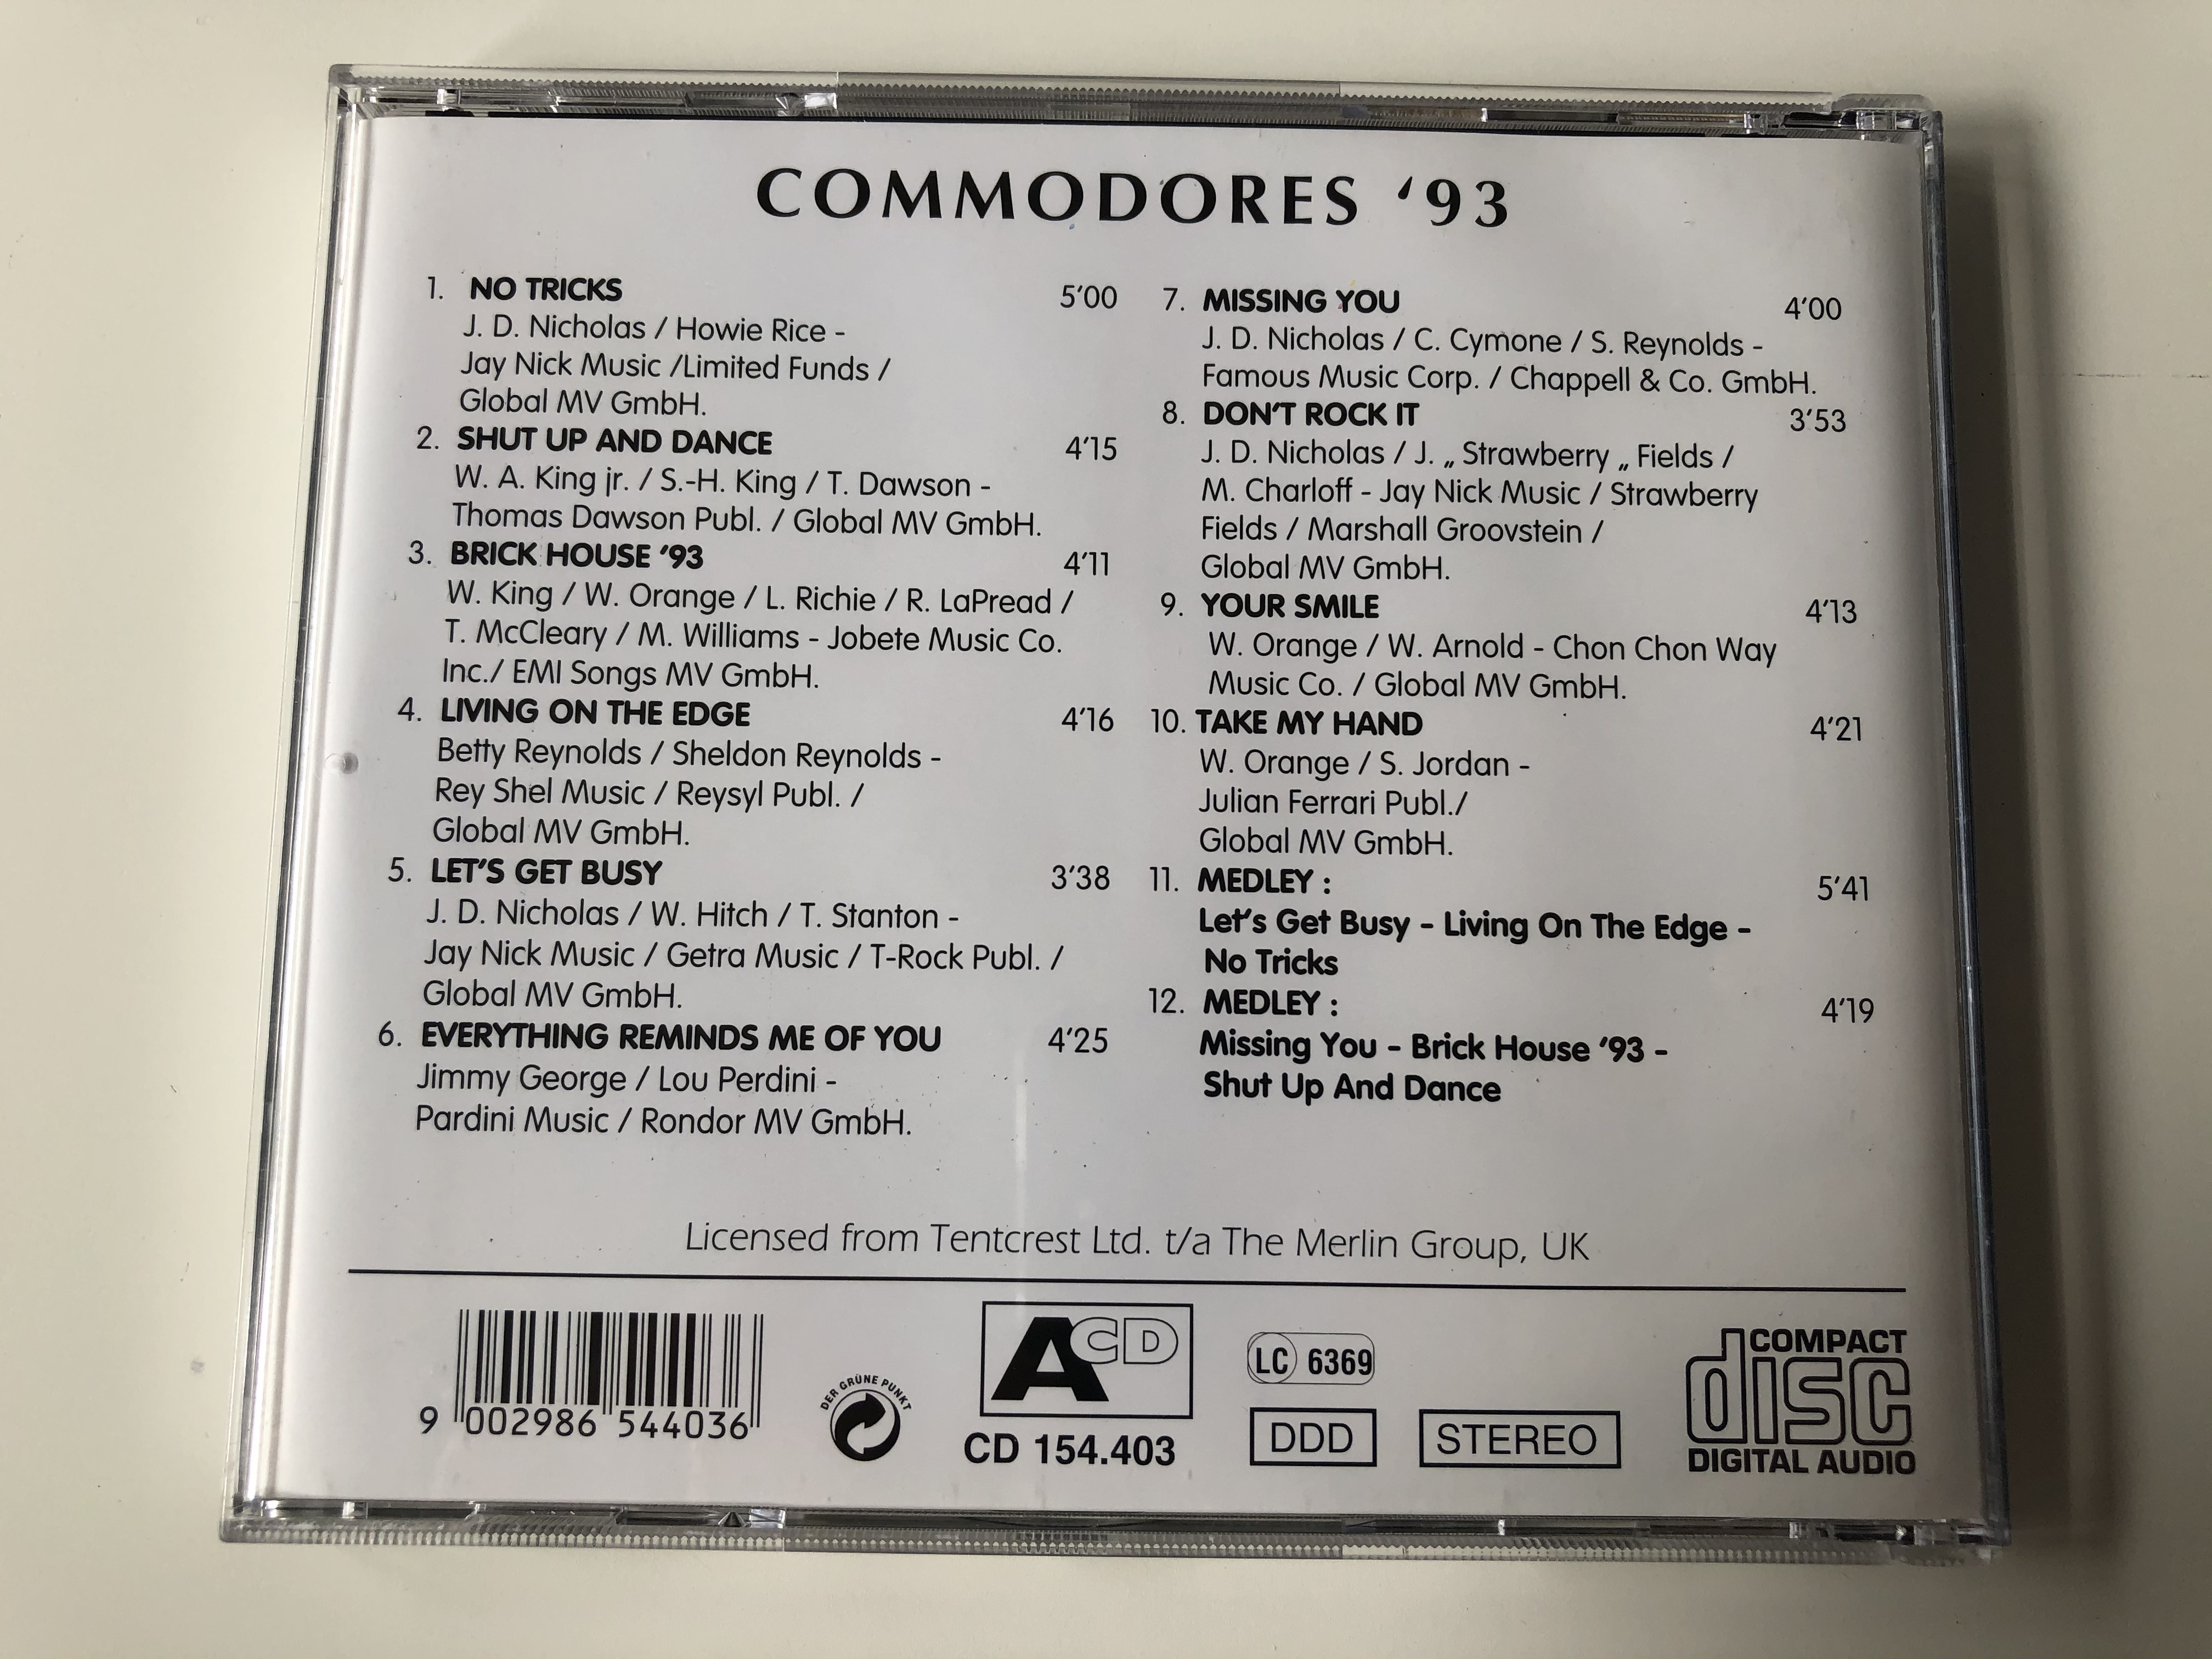 COMMODORES '93
1. NO TRICKS 5'00
J. D. Nicholas / Howie Rice -
Jay Nick Music /Limited Funds /
Global MV GmbH.
2. SHUT UP AND DANCE 4'15
W. A. King jr. / S.-H. King / T. Dawson -
Thomas Dawson Publ. / Global MV GmbH.
3. BRICK HOUSE '93 4'11
W. King / W. Orange / L. Richie / R. LaPread /
T. McCleary / M. Williams - Jobete Music Co.
Inc./ EMI Songs MV GmbH.
4. LIVING ON THE EDGE 4'16
Betty Reynolds / Sheldon Reynolds -
Rey Shel Music / Reysyl Publ. /
Global MV GmbH.
5. LET'S GET BUSY 3'38
J. D. Nicholas / W. Hitch / T. Stanton -
Jay Nick Music / Getra Music / T-Rock Publ. /
Global MV GmbH.
6. EVERYTHING REMINDS ME OF YOU 4'25
Jimmy George / Lou Perdini -
Pardini Music / Rondor MV GmbH.
7. MISSING YOU 4'00
J. D. Nicholas / C. Cymone / S. Reynolds -
Famous Music Corp. / Chappell & Co. GmbH.
8. DON'T ROCK IT 3'53
J. D. Nicholas / J. „ Strawberry „ Fields /
M. Charloff - Jay Nick Music / Strawberry
Fields / Marshall Groovstein /
Global MV GmbH.
9. YOUR SMILE 4'13
W. Orange / W. Arnold - Chon Chon Way
Music Co. / Global MV GmbH.
10. TAKE MY HAND 4'21
W. Orange / S. Jordan -
Julian Ferrari Publ./
Global MV GmbH.
11. MEDLEY : 5'41
Let's Get Busy - Living On The Edge -
No Tricks
12. MEDLEY : 4'19
Missing You - Brick House '93 -
Shut Up And Dance
Licensed from Tentcrest Ltd. t/a The Merlin Group, UK
9 002986 544036
DER GRÜNE PUNKT
ACD
CD 154.403
LC 6369
DDD
STEREO
COMPACT
disc
DIGITAL AUDIO